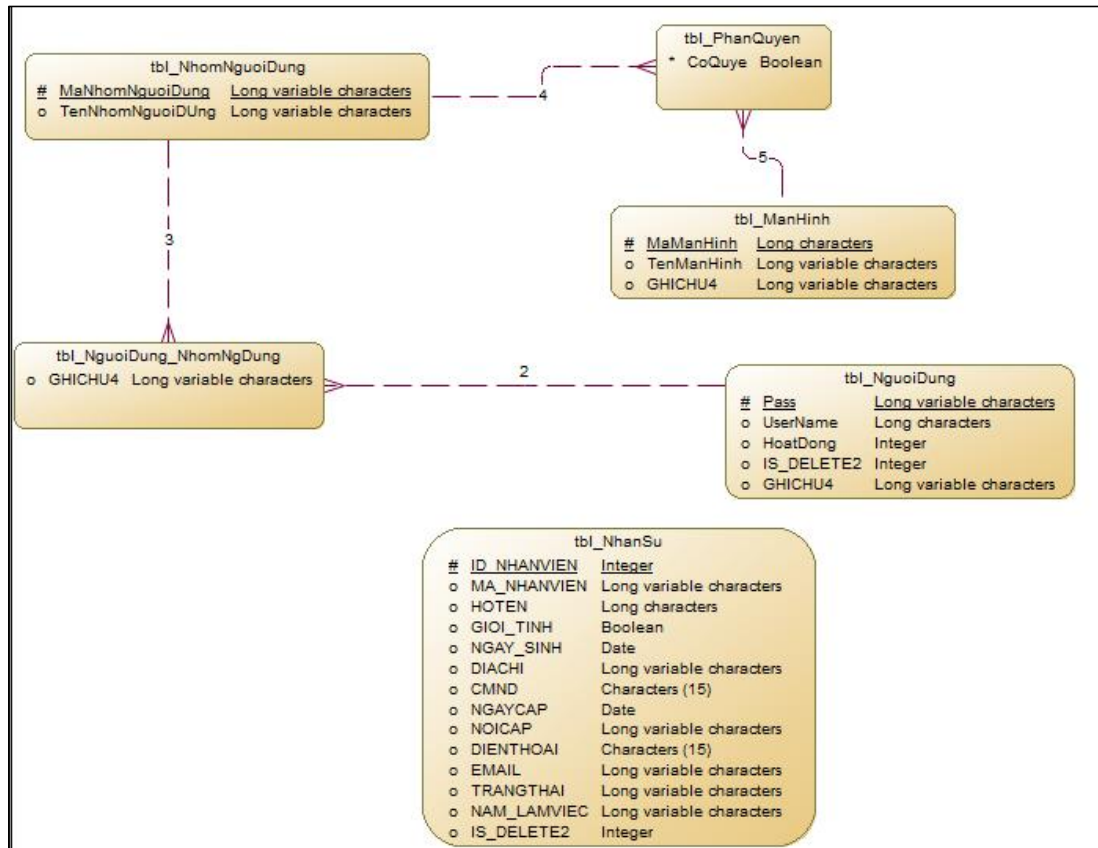 tbl_PhanQuyen
* CoQuye Boolean
tbl_NhomNguoiDung
# MaNhomNguoiDung Long variable characters
o TenNhomNguoiDUng Long variable characters
4
5
tbl_ManHinh
# MaManHinh Long characters
o TenManHinh Long variable characters
o GHICHU4 Long variable characters
3
tbl_NguoiDung_NhomNgDung
o GHICHU4 Long variable characters
2
tbl_NguoiDung
# Pass Long variable characters
o UserName Long characters
o HoatDong Integer
o IS_DELETE2 Integer
o GHICHU4 Long variable characters
tbl_NhanSu
# ID_NHANVIEN Integer
o MA_NHANVIEN Long variable characters
o HOTEN Long characters
o GIOI_TINH Boolean
o NGAY_SINH Date
o DIACHI Long variable characters
o CMND Characters (15)
o NGAYCAP Date
o NOICAP Long variable characters
o DIENTHOAI Characters (15)
o EMAIL Long variable characters
o TRANGTHAI Long variable characters
o NAM_LAMVIEC Long variable characters
o IS_DELETE2 Integer